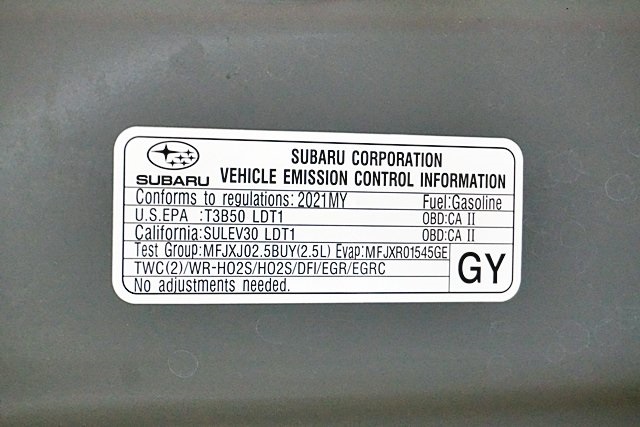 SUBARU CORPORATION
SUBARU VEHICLE EMISSION CONTROL INFORMATION
Conforms to regulations: 2021MY Fuel:Gasoline
U.S.EPA :T3B50 LDT1 OBD:CA II
California:SULEV30 LDT1 OBD:CA II
Test Group:MFJXJ02.5BUY(2.5L) Evap:MFJXR01545GE
TWC(2)/WR-HO2S/HO2S/DFI/EGR/EGRC
GY
No adjustments needed.